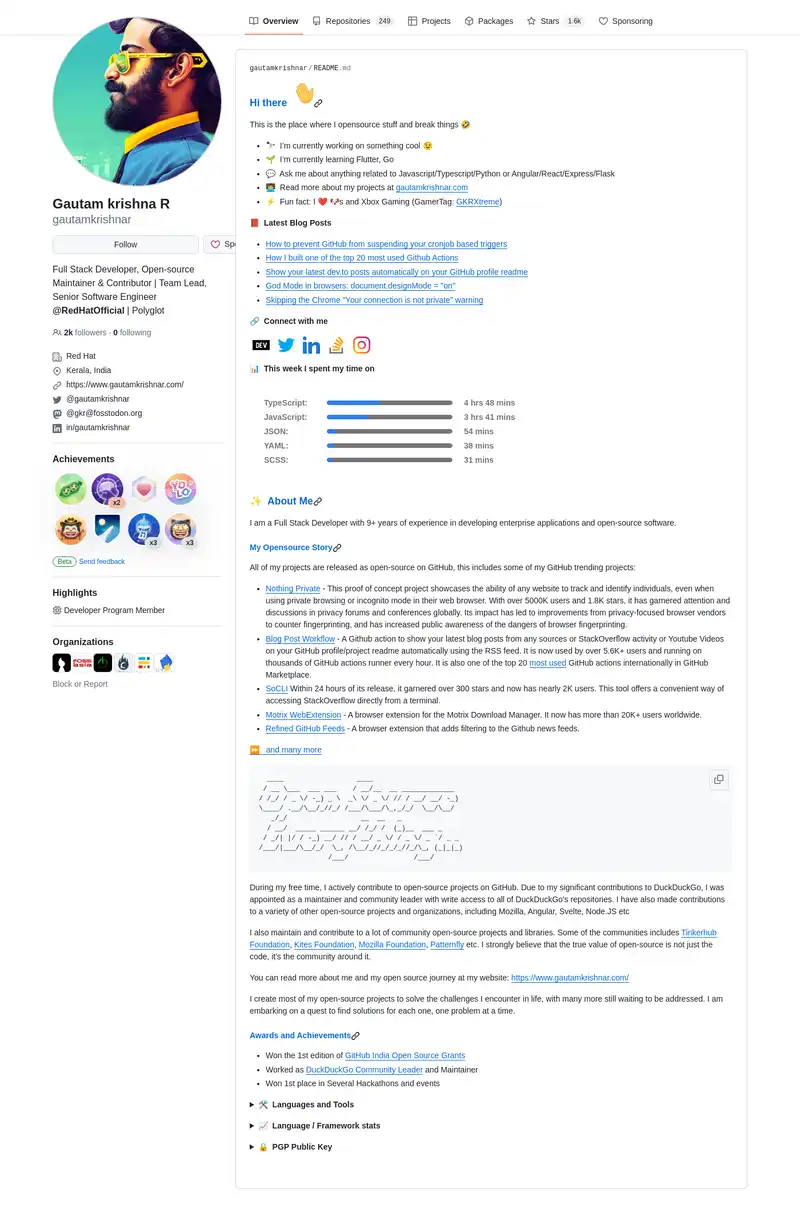 Overview
Repositories 249
Projects
Packages
Stars 1.6k
Sponsoring
Gautam krishna R
gautamkrishnar
Follow
Spo
Full Stack Developer, Open-source
Maintainer & Contributor | Team Lead,
Senior Software Engineer
@RedHatOfficial | Polyglot
2k followers · 0 following
Red Hat
Kerala, India
https://www.gautamkrishnar.com/
@gautamkrishnar
@gkr@fosstodon.org
in/gautamkrishnar
Achievements
YOLO
x2
x3
x3
Beta Send feedback
Highlights
Developer Program Member
Organizations
FOSS ASIA
Block or Report
gautamkrishnar/README.md
Hi there 👋
This is the place where I opensource stuff and break things 🤣
🔭 I'm currently working on something cool 😉
🌱 I'm currently learning Flutter, Go
💬 Ask me about anything related to Javascript/Typescript/Python or Angular/React/Express/Flask
👨‍💻 Read more about my projects at gautamkrishnar.com
⚡ Fun fact: I ❤️ 🐶s and Xbox Gaming (GamerTag: GKRXtreme)
📕 Latest Blog Posts
How to prevent GitHub from suspending your cronjob based triggers
How I built one of the top 20 most used Github Actions
Show your latest dev.to posts automatically on your GitHub profile readme
God Mode in browsers: document.designMode = "on"
Skipping the Chrome "Your connection is not private" warning
🔗 Connect with me
DEV
📊 This week I spent my time on
TypeScript: 4 hrs 48 mins
JavaScript: 3 hrs 41 mins
JSON: 54 mins
YAML: 38 mins
SCSS: 31 mins
✨ About Me
I am a Full Stack Developer with 9+ years of experience in developing enterprise applications and open-source software.
My Opensource Story
All of my projects are released as open-source on GitHub, this includes some of my GitHub trending projects:
Nothing Private - This proof of concept project showcases the ability of any website to track and identify individuals, even when
using private browsing or incognito mode in their web browser. With over 5000K users and 1.8K stars, it has garnered attention and
discussions in privacy forums and conferences globally. Its impact has led to improvements from privacy-focused browser vendors
to counter fingerprinting, and has increased public awareness of the dangers of browser fingerprinting.
Blog Post Workflow - A Github action to show your latest blog posts from any sources or StackOverflow activity or Youtube Videos
on your GitHub profile/project readme automatically using the RSS feed. It is now used by over 5.6K+ users and running on
thousands of GitHub actions runner every hour. It is also one of the top 20 most used GitHub actions internationally in GitHub
Marketplace.
SoCLI Within 24 hours of its release, it garnered over 300 stars and now has nearly 2K users. This tool offers a convenient way of
accessing StackOverflow directly from a terminal.
Motrix WebExtension - A browser extension for the Motrix Download Manager. It now has more than 20K+ users worldwide.
Refined GitHub Feeds - A browser extension that adds filtering to the Github news feeds.
⏩ and many more
During my free time, I actively contribute to open-source projects on GitHub. Due to my significant contributions to DuckDuckGo, I was
appointed as a maintainer and community leader with write access to all of DuckDuckGo's repositories. I have also made contributions
to a variety of other open-source projects and organizations, including Mozilla, Angular, Svelte, Node.JS etc
I also maintain and contribute to a lot of community open-source projects and libraries. Some of the communities includes Tinkerhub
Foundation, Kites Foundation, Mozilla Foundation, Patternfly etc. I strongly believe that the true value of open-source is not just the
code, it's the community around it.
You can read more about me and my open source journey at my website: https://www.gautamkrishnar.com/
I create most of my open-source projects to solve the challenges I encounter in life, with many more still waiting to be addressed. I am
embarking on a quest to find solutions for each one, one problem at a time.
Awards and Achievements
Won the 1st edition of GitHub India Open Source Grants
Worked as DuckDuckGo Community Leader and Maintainer
Won 1st place in Several Hackathons and events
🛠️ Languages and Tools
📈 Language / Framework stats
🔒 PGP Public Key